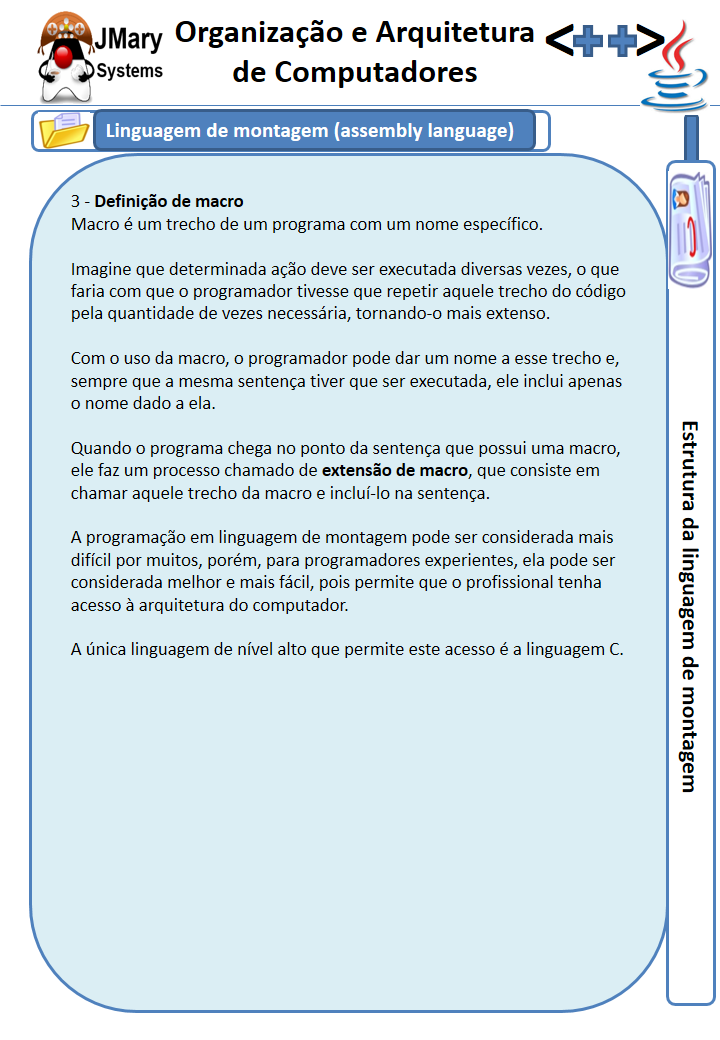 JMary
Systems
Organização e Arquitetura
de Computadores
<++>
Linguagem de montagem (assembly language)
3 - Definição de macro
Macro é um trecho de um programa com um nome específico.
Imagine que determinada ação deve ser executada diversas vezes, o que
faria com que o programador tivesse que repetir aquele trecho do código
pela quantidade de vezes necessária, tornando-o mais extenso.
Com o uso da macro, o programador pode dar um nome a esse trecho e,
sempre que a mesma sentença tiver que ser executada, ele inclui apenas
o nome dado a ela.
Quando o programa chega no ponto da sentença que possui uma macro,
ele faz um processo chamado de extensão de macro, que consiste em
chamar aquele trecho da macro e incluí-lo na sentença.
A programação em linguagem de montagem pode ser considerada mais
difícil por muitos, porém, para programadores experientes, ela pode ser
considerada melhor e mais fácil, pois permite que o profissional tenha
acesso à arquitetura do computador.
A única linguagem de nível alto que permite este acesso é a linguagem C.
Estrutura da linguagem de montagem